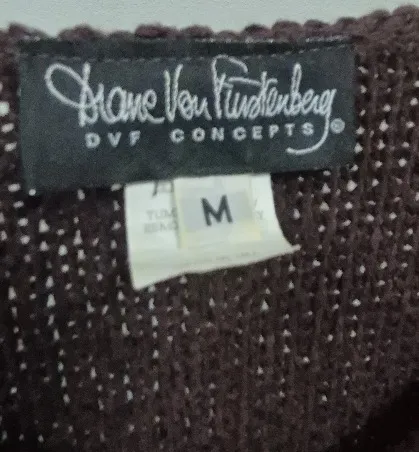 Diane Von Furstenberg
DVF CONCEPTS®
M